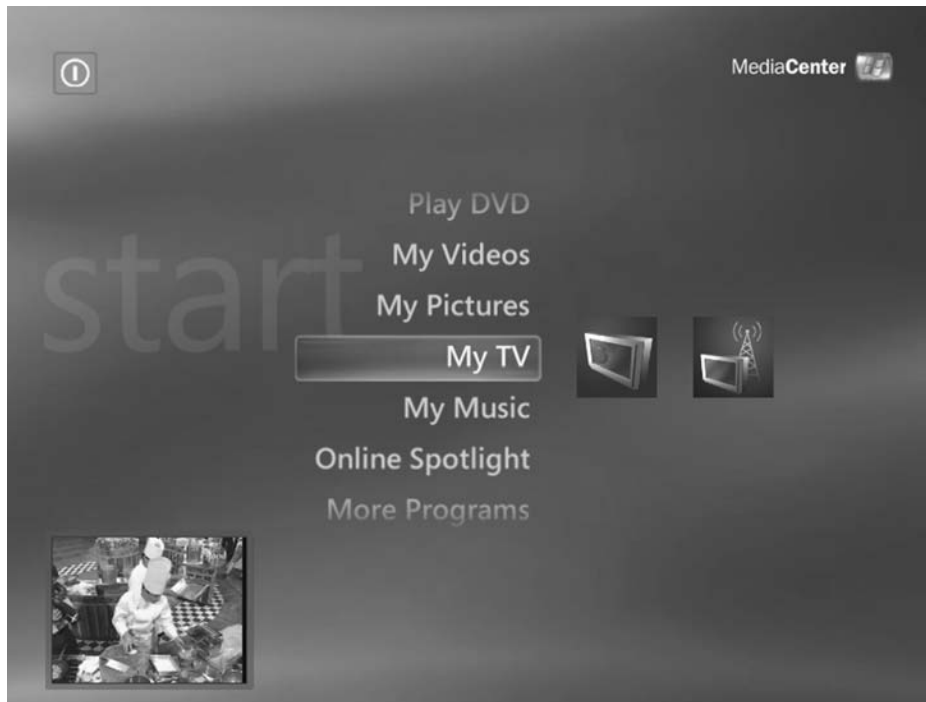 MediaCenter
start
Play DVD
My Videos
My Pictures
My TV
My Music
Online Spotlight
More Programs